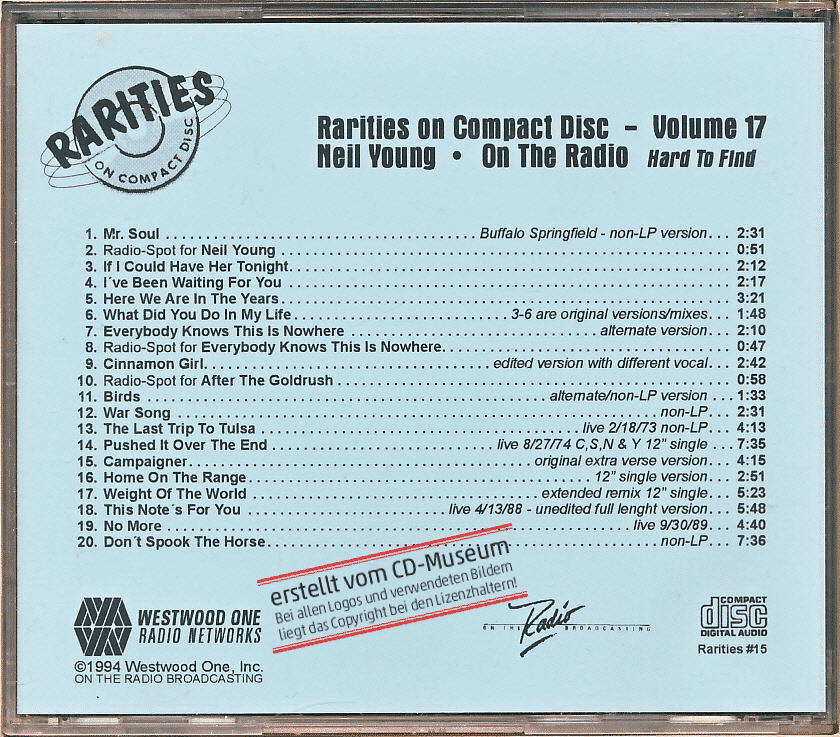 RARITIES
ON COMPACT DISC
Rarities on Compact Disc – Volume 17
Neil Young • On The Radio Hard To Find
1. Mr. Soul Buffalo Springfield - non-LP version 2:31
2. Radio-Spot for Neil Young 0:51
3. If I Could Have Her Tonight 2:12
4. I´ve Been Waiting For You 2:17
5. Here We Are In The Years 3:21
6. What Did You Do In My Life 3-6 are original versions/mixes 1:48
7. Everybody Knows This Is Nowhere alternate version 2:10
8. Radio-Spot for Everybody Knows This Is Nowhere 0:47
9. Cinnamon Girl edited version with different vocal 2:42
10. Radio-Spot for After The Goldrush 0:58
11. Birds alternate/non-LP version 1:33
12. War Song non-LP 2:31
13. The Last Trip To Tulsa live 2/18/73 non-LP 4:13
14. Pushed It Over The End live 8/27/74 C,S,N & Y 12” single 7:35
15. Campaigner original extra verse version 4:15
16. Home On The Range 12” single version 2:51
17. Weight Of The World extended remix 12” single 5:23
18. This Note´s For You live 4/13/88 - unedited full lenght version 5:48
19. No More live 9/30/89 4:40
20. Don´t Spook The Horse non-LP 7:36
erstellt vom CD-Museum
Bei allen Logos und verwendeten Bildern
liegt das Copyright bei den Lizenzhaltern!
WESTWOOD ONE
RADIO NETWORKS
©1994 Westwood One, Inc.
ON THE RADIO BROADCASTING
ON THE Radio BROADCASTING
COMPACT
disc
DIGITAL AUDIO
Rarities #15